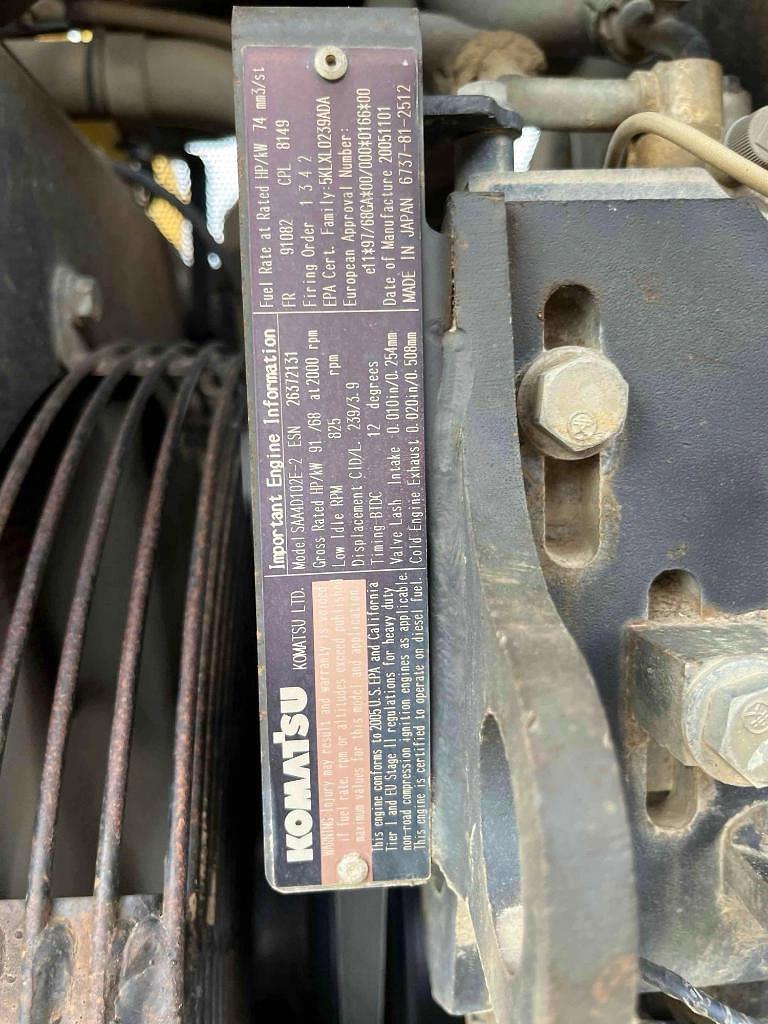 KOMATSU KOMATSU LTD.
WARNING: Injury may result and warranty is voided
if fuel rate, rpm or altitudes exceed published
maximum values for this model and application.
This engine conforms to 2005 U.S. EPA and California
Tier I and EU Stage II regulations for heavy duty
non-road compression ignition engines as applicable.
This engine is certified to operate on diesel fuel.
Important Engine Information
Model SAA4D102E-2 ESN 26372131
Gross Rated HP/kW 91/68 at 2000 rpm
Low Idle RPM 825 rpm
Displacement CID/L. 239/3.9
Timing-BTDC 12 degrees
Valve Lash Intake 0.010in/0.254mm
Cold Engine Exhaust 0.020in/0.508mm
Fuel Rate at Rated HP/kW 74 mm3/st
FR 91082 CPL 8149
Firing Order 1 3 4 2
EPA Cert. Family: 5KLXL0239ADA
European Approval Number:
e11*97/68GA*00/000*0166*00
Date of Manufacture 20051101
MADE IN JAPAN 6737-81-2512